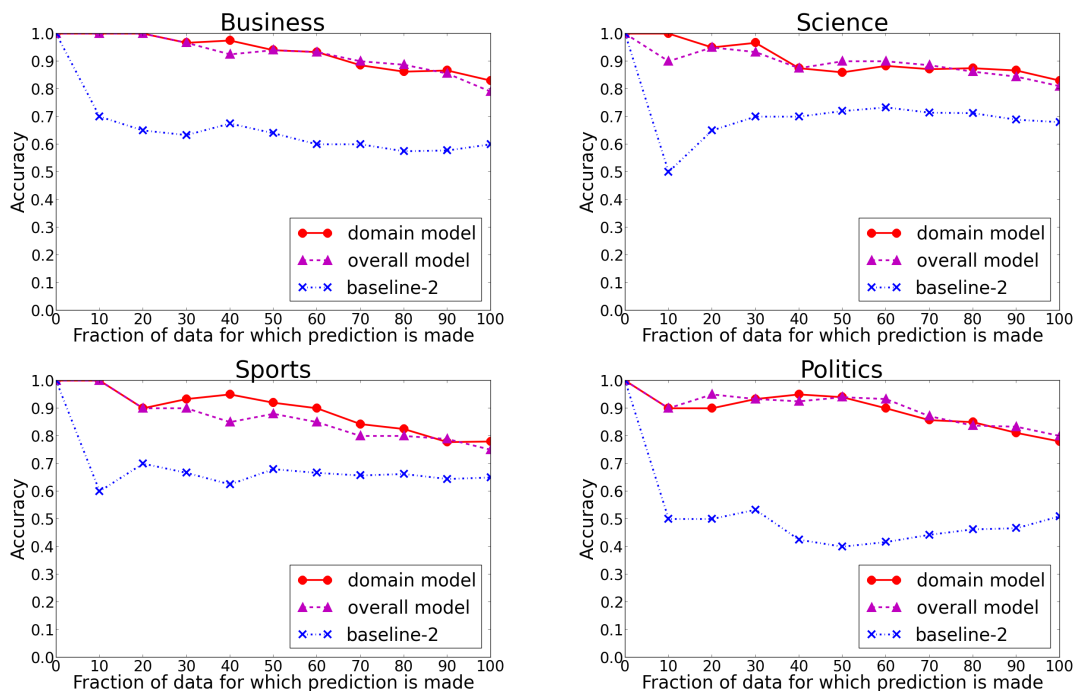 Business
Accuracy
1.0
0.9
0.8
0.7
0.6
0.5
0.4
0.3
0.2
0.1
0.0
domain model
overall model
baseline-2
0 10 20 30 40 50 60 70 80 90 100
Fraction of data for which prediction is made
Science
Accuracy
1.0
0.9
0.8
0.7
0.6
0.5
0.4
0.3
0.2
0.1
0.0
domain model
overall model
baseline-2
0 10 20 30 40 50 60 70 80 90 100
Fraction of data for which prediction is made
Sports
Accuracy
1.0
0.9
0.8
0.7
0.6
0.5
0.4
0.3
0.2
0.1
0.0
domain model
overall model
baseline-2
0 10 20 30 40 50 60 70 80 90 100
Fraction of data for which prediction is made
Politics
Accuracy
1.0
0.9
0.8
0.7
0.6
0.5
0.4
0.3
0.2
0.1
0.0
domain model
overall model
baseline-2
0 10 20 30 40 50 60 70 80 90 100
Fraction of data for which prediction is made